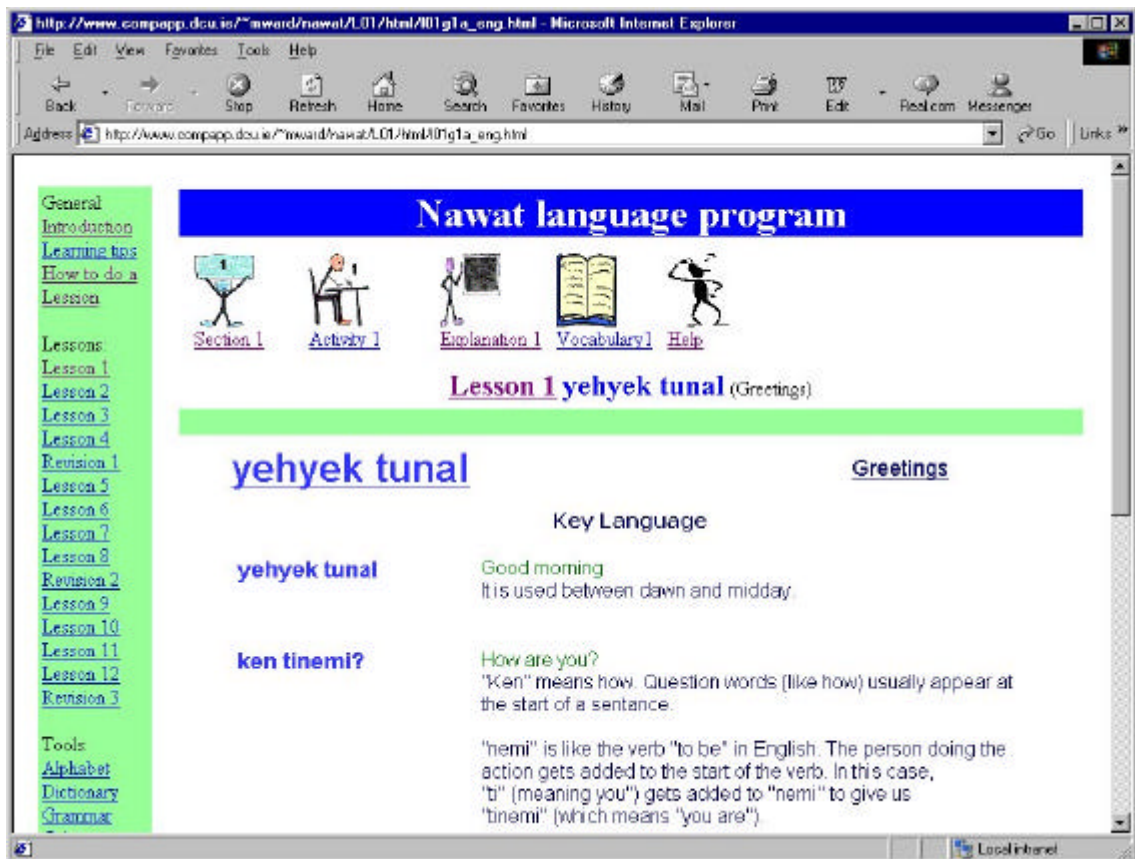 http://www.compapp.dcu.ie/~mward/nawat/L01/html/l01g1a_eng.html - Microsoft Internet Explorer
File Edit View Favorites Tools Help
Back Forward Stop Refresh Home Search Favorites History Mail Print Edit Real.com Messenger
Address http://www.compapp.dcu.ie/~mward/nawat/L01/html/l01g1a_eng.html Go Links »
General
Introduction
Learning tips
How to do a
Lesson
Lessons:
Lesson 1
Lesson 2
Lesson 3
Lesson 4
Revision 1
Lesson 5
Lesson 6
Lesson 7
Lesson 8
Revision 2
Lesson 9
Lesson 10
Lesson 11
Lesson 12
Revision 3
Tools:
Alphabet
Dictionary
Grammar
Nawat language program
1
Section 1 Activity 1 Explanation 1 Vocabulary1 Help
Lesson 1 yehyek tunal (Greetings)
yehyek tunal Greetings
Key Language
yehyek tunal Good morning
It is used between dawn and midday.
ken tinemi? How are you?
"Ken" means how. Question words (like how) usually appear at
the start of a sentence.
"nemi" is like the verb "to be" in English. The person doing the
action gets added to the start of the verb. In this case,
"ti" (meaning you") gets added to "nemi" to give us
"tinemi" (which means "you are").
Local intranet